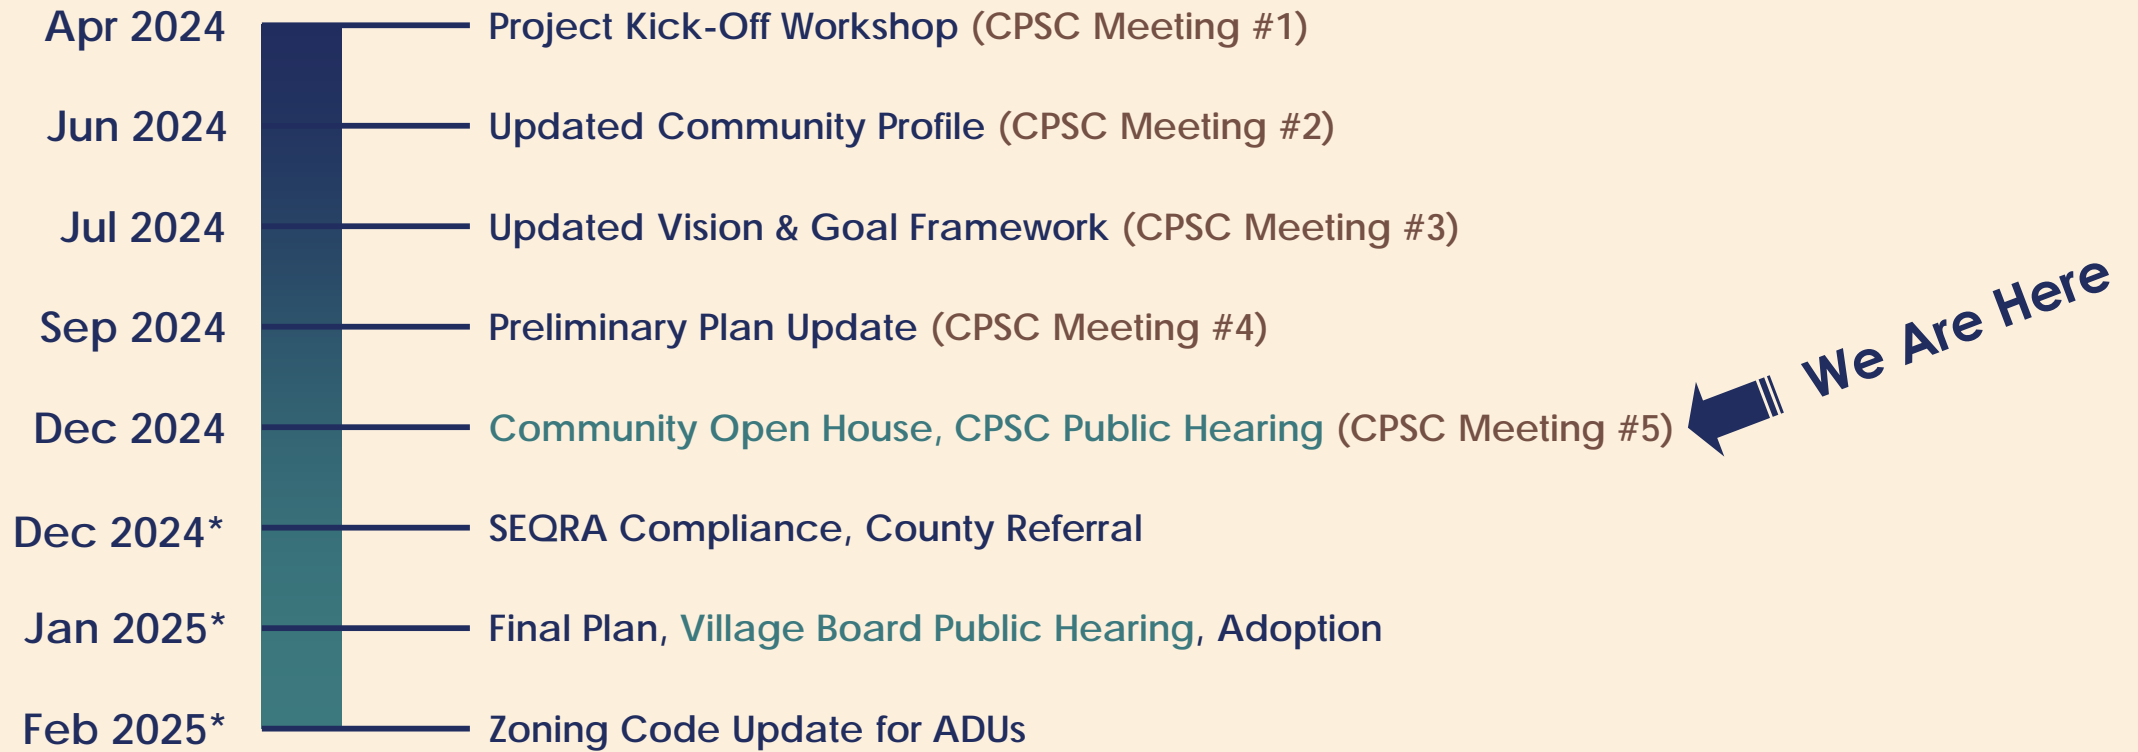 Apr 2024 Project Kick-Off Workshop (CPSC Meeting #1)
Jun 2024 Updated Community Profile (CPSC Meeting #2)
Jul 2024 Updated Vision & Goal Framework (CPSC Meeting #3)
Sep 2024 Preliminary Plan Update (CPSC Meeting #4)
Dec 2024 Community Open House, CPSC Public Hearing (CPSC Meeting #5)
We Are Here
Dec 2024* SEQRA Compliance, County Referral
Jan 2025* Final Plan, Village Board Public Hearing, Adoption
Feb 2025* Zoning Code Update for ADUs